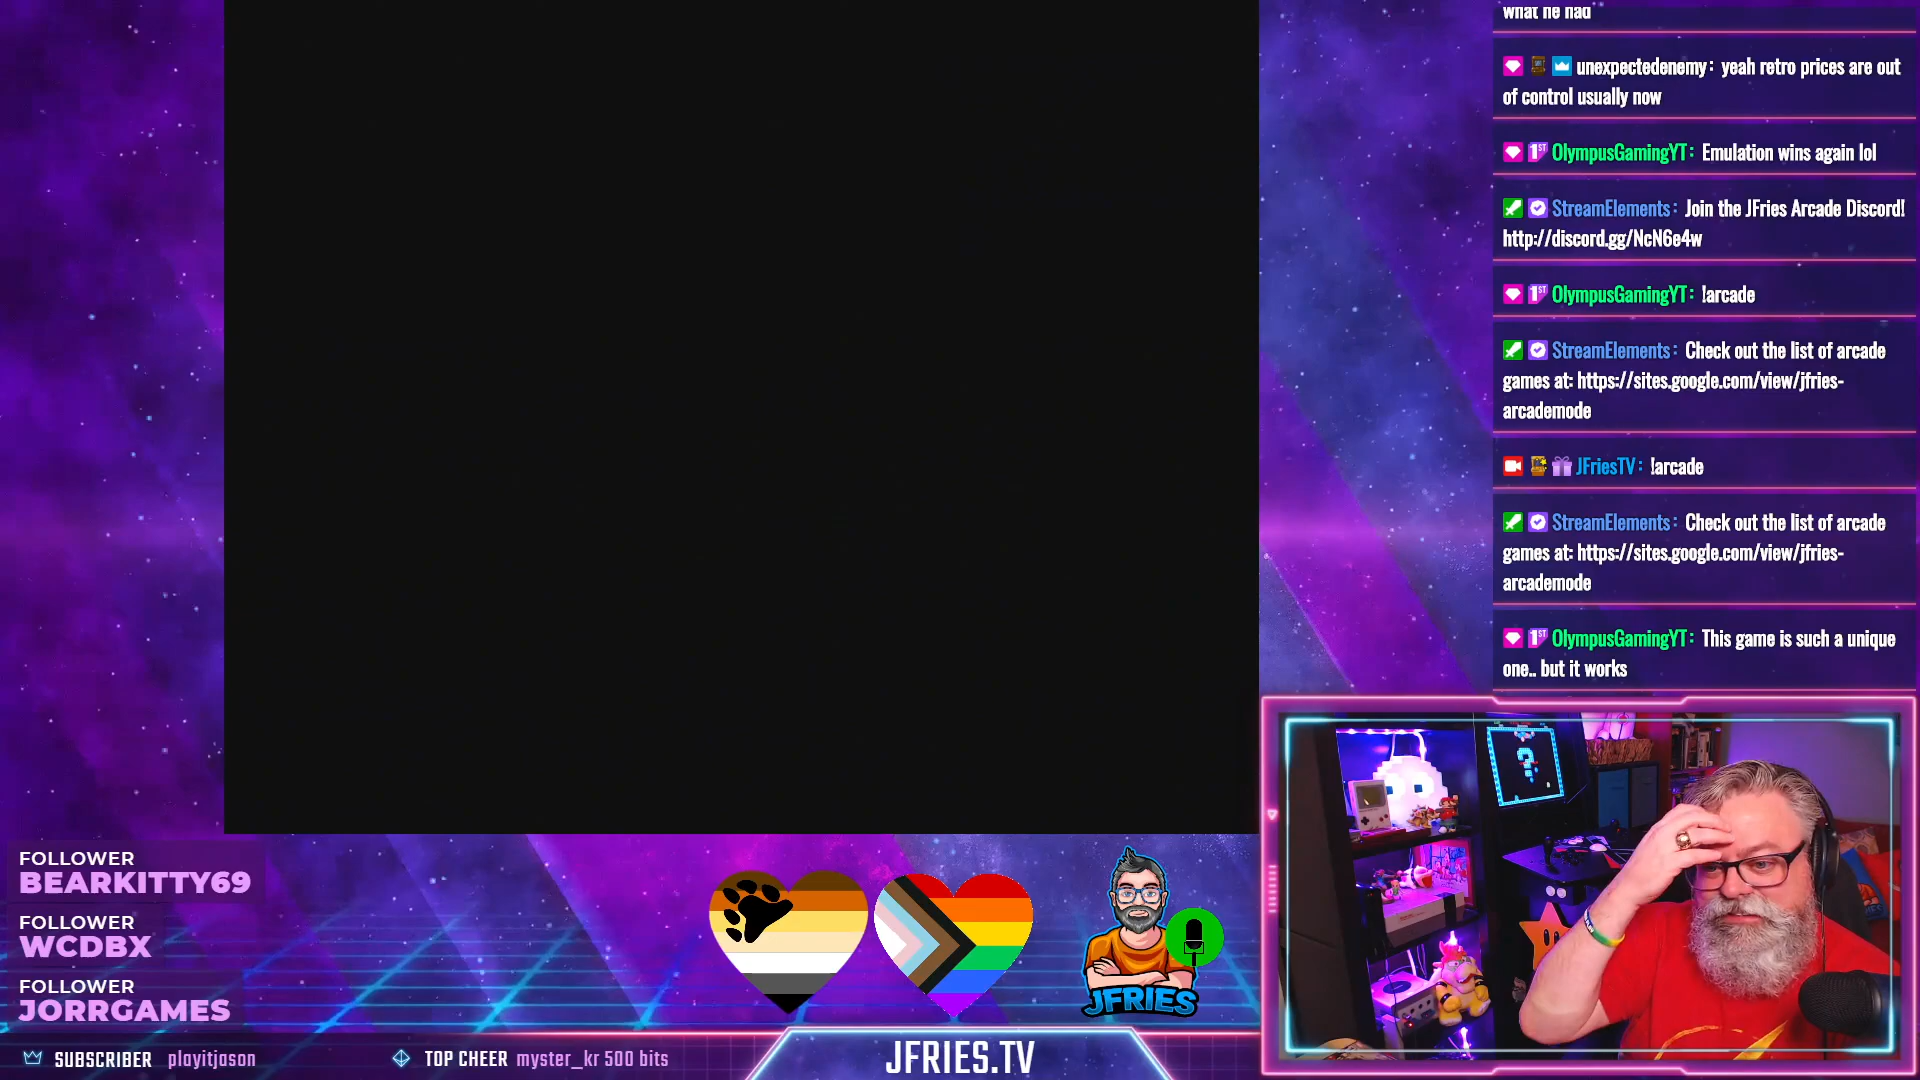 what he had
unexpectedenemy: yeah retro prices are out
of control usually now
OlympusGamingYT: Emulation wins again lol
StreamElements: Join the JFries Arcade Discord!
http://discord.gg/NcN6e4w
OlympusGamingYT: !arcade
StreamElements: Check out the list of arcade
games at: https://sites.google.com/view/jfries-
arcademode
JFriesTV: !arcade
StreamElements: Check out the list of arcade
games at: https://sites.google.com/view/jfries-
arcademode
OlympusGamingYT: This game is such a unique
one.. but it works
FOLLOWER
BEARKITTY69
FOLLOWER
WCDBX
FOLLOWER
JORRGAMES
JFRIES
SUBSCRIBER playitjason
TOP CHEER myster_kr 500 bits
JFRIES.TV